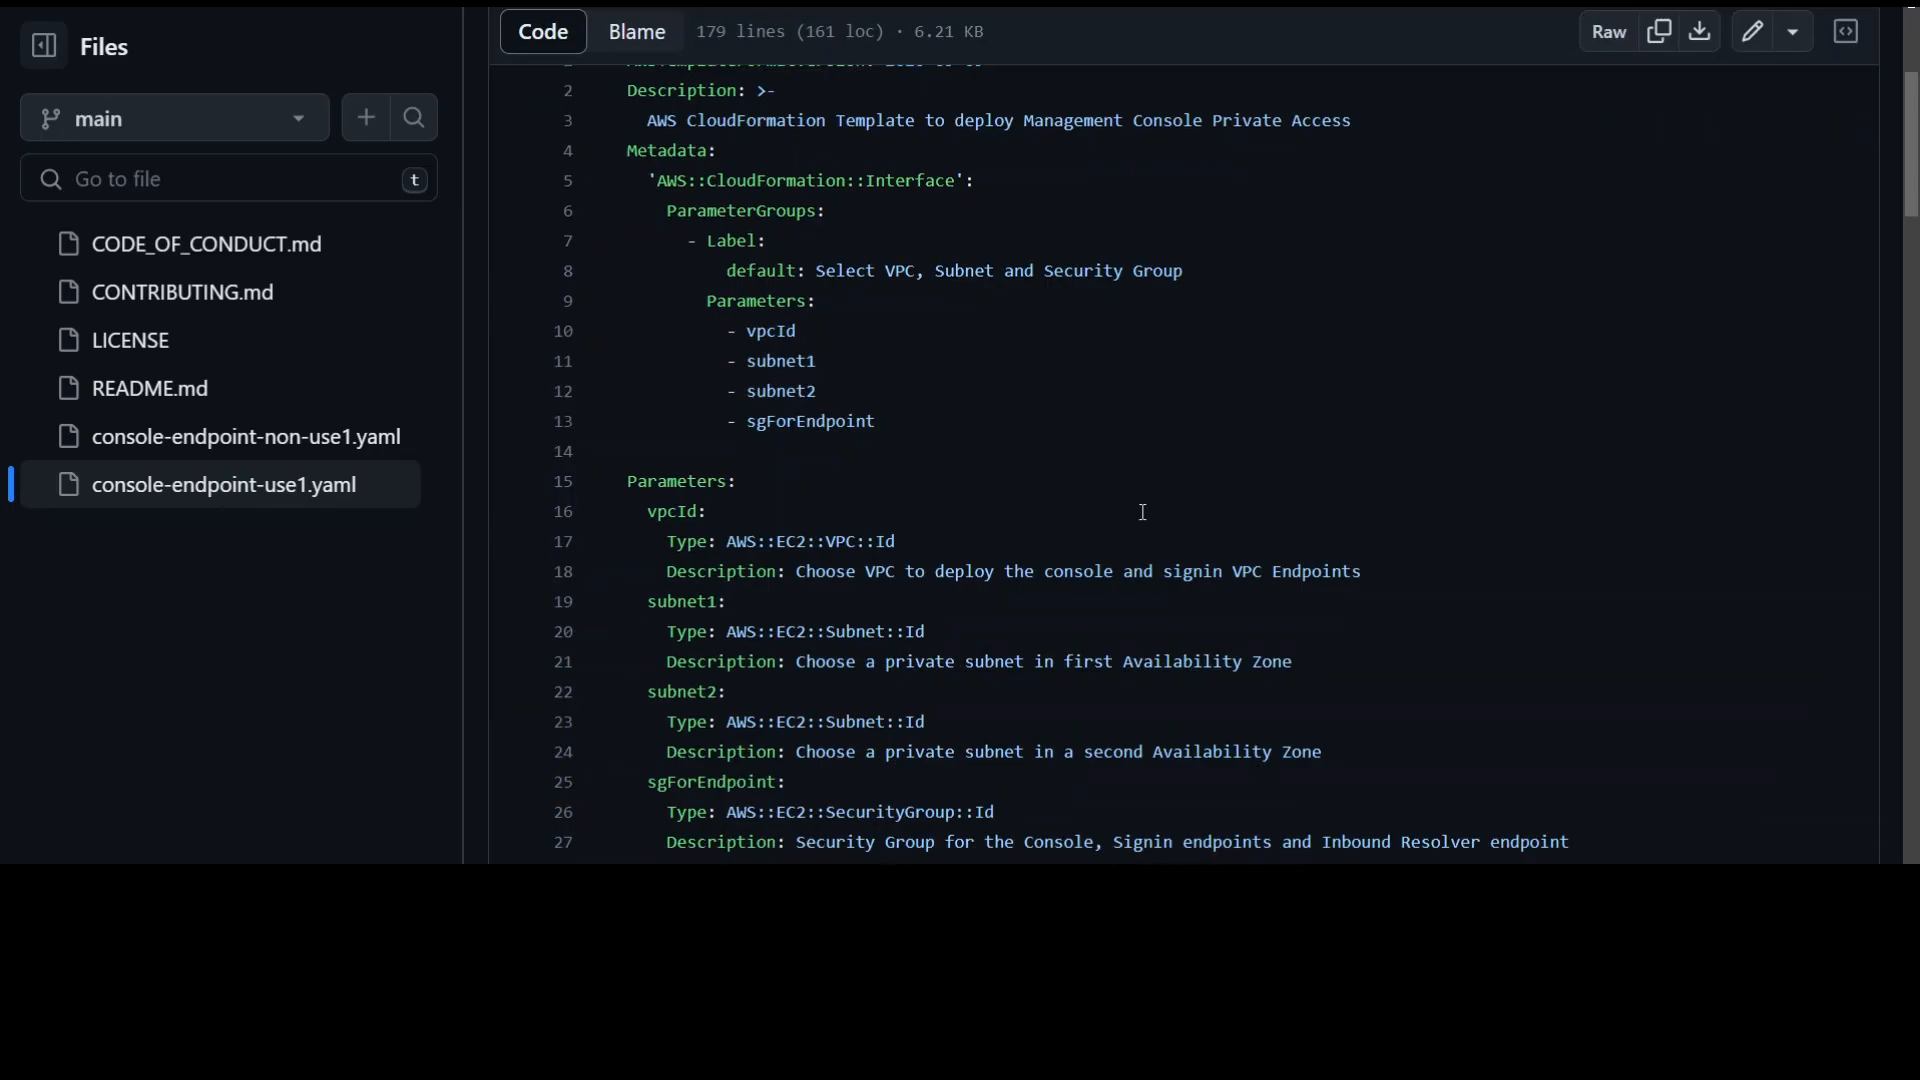 Files
main
Go to file
t
CODE_OF_CONDUCT.md
CONTRIBUTING.md
LICENSE
README.md
console-endpoint-non-use1.yaml
console-endpoint-use1.yaml
Code Blame 179 lines (161 loc) · 6.21 KB Raw
2 Description: >-
3 AWS CloudFormation Template to deploy Management Console Private Access
4 Metadata:
5 'AWS::CloudFormation::Interface':
6 ParameterGroups:
7 - Label:
8 default: Select VPC, Subnet and Security Group
9 Parameters:
10 - vpcId
11 - subnet1
12 - subnet2
13 - sgForEndpoint
14
15 Parameters:
16 vpcId:
17 Type: AWS::EC2::VPC::Id
18 Description: Choose VPC to deploy the console and signin VPC Endpoints
19 subnet1:
20 Type: AWS::EC2::Subnet::Id
21 Description: Choose a private subnet in first Availability Zone
22 subnet2:
23 Type: AWS::EC2::Subnet::Id
24 Description: Choose a private subnet in a second Availability Zone
25 sgForEndpoint:
26 Type: AWS::EC2::SecurityGroup::Id
27 Description: Security Group for the Console, Signin endpoints and Inbound Resolver endpoint